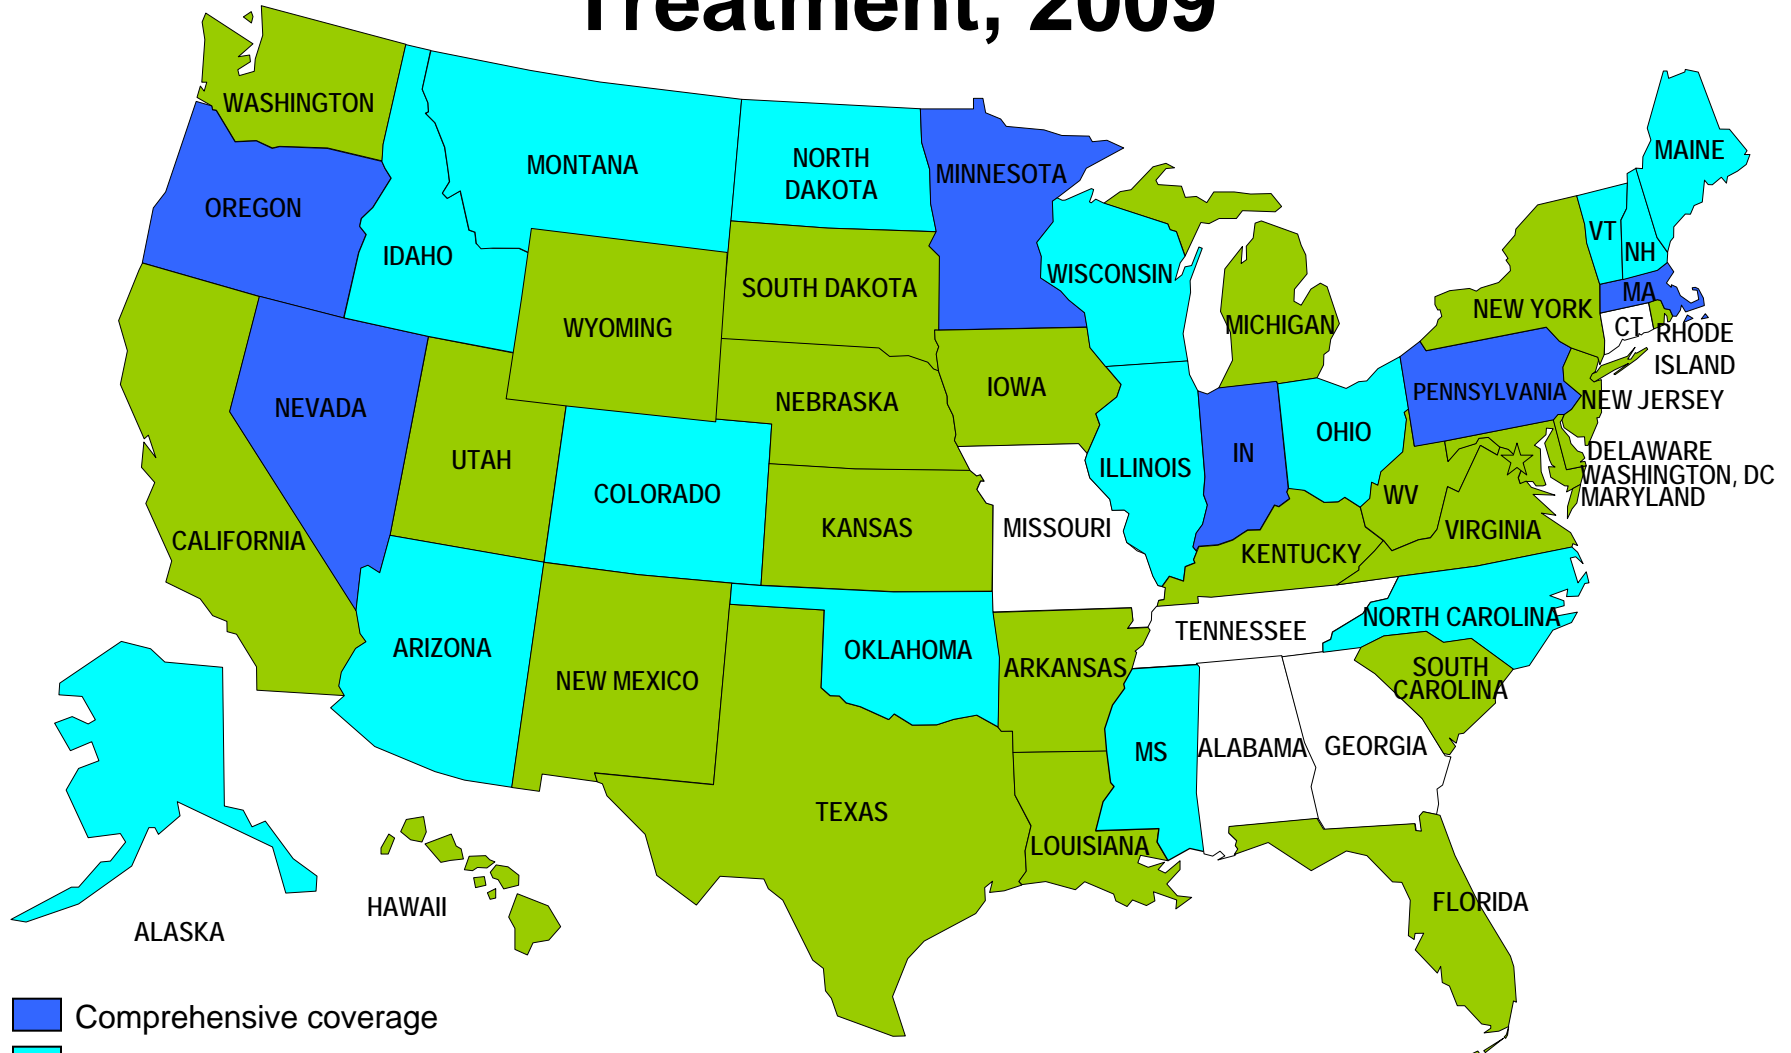 Treatment, 2009
WASHINGTON
MONTANA
NORTH
DAKOTA
MINNESOTA
MAINE
OREGON
IDAHO
VT
NH
WISCONSIN
SOUTH DAKOTA
MA
NEW YORK
WYOMING
MICHIGAN
CT
RHODE
ISLAND
IOWA
PENNSYLVANIA
NEW JERSEY
NEVADA
NEBRASKA
OHIO
IN
UTAH
ILLINOIS
DELAWARE
WASHINGTON, DC
MARYLAND
COLORADO
WV
KANSAS
MISSOURI
VIRGINIA
CALIFORNIA
KENTUCKY
NORTH CAROLINA
TENNESSEE
ARIZONA
OKLAHOMA
ARKANSAS
SOUTH
CAROLINA
NEW MEXICO
MS
ALABAMA
GEORGIA
TEXAS
LOUISIANA
FLORIDA
HAWAII
ALASKA
Comprehensive coverage